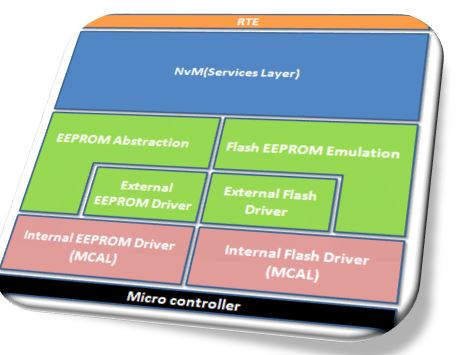 RTE
NvM(Services Layer)
EEPROM Abstraction
Flash EEPROM Emulation
External
EEPROM Driver
External Flash
Driver
Internal EEPROM Driver
(MCAL)
Internal Flash Driver
(MCAL)
Micro controller